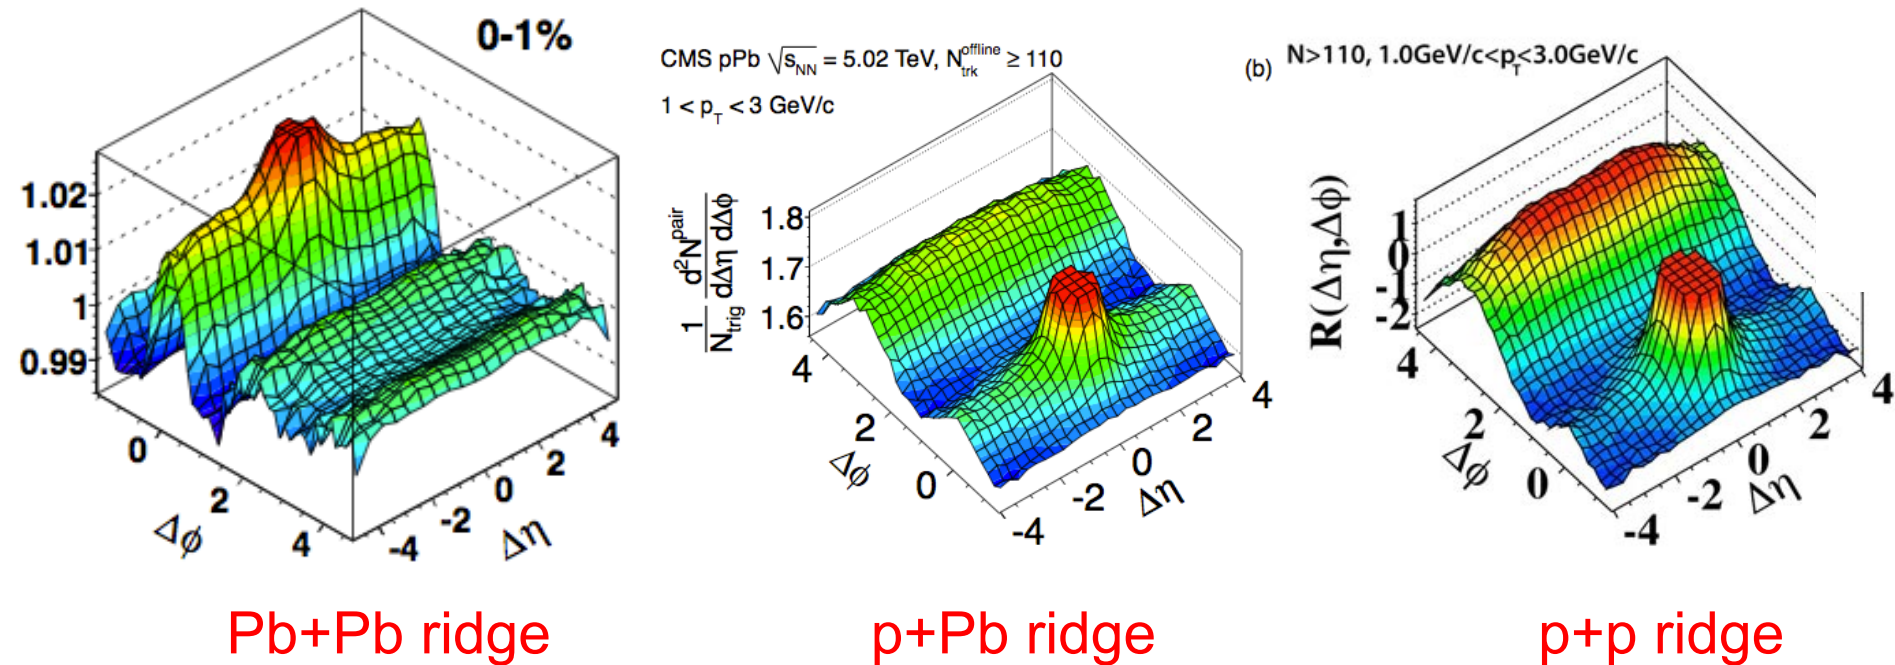 0-1%
1.02
1.01
1
0.99
0
2
4
Δϕ
-4
-2
0
2
4
Δη
Pb+Pb ridge
CMS pPb √sNN = 5.02 TeV, Noffline trk ≥ 110
1 < pT < 3 GeV/c
1 d²Npair
Ntrig dΔη dΔϕ
1.8
1.7
1.6
4
2
0
Δϕ
-4
-2
0
2
4
Δη
p+Pb ridge
(b) N>110, 1.0GeV/c<pT<3.0GeV/c
R(Δη,Δϕ)
1
0
-1
-2
4
2
0
Δϕ
-4
-2
0
2
4
Δη
p+p ridge